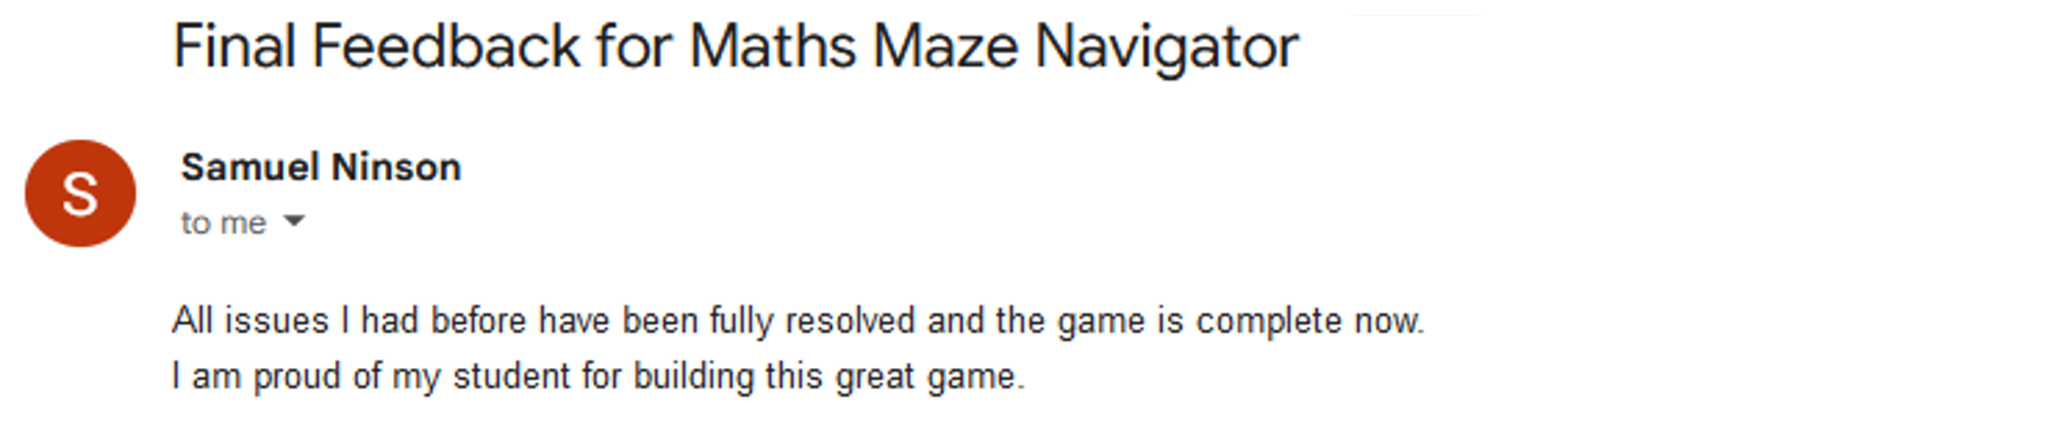 Final Feedback for Maths Maze Navigator
S
Samuel Ninson
to me
All issues I had before have been fully resolved and the game is complete now.
I am proud of my student for building this great game.